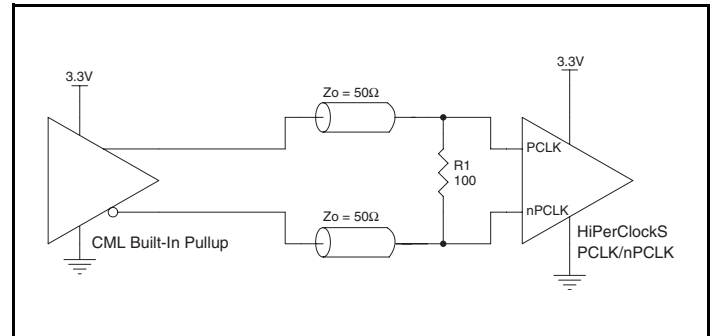 3.3V
3.3V
Zo = 50Ω
PCLK
R1
100
nPCLK
Zo = 50Ω
HiPerClockS
PCLK/nPCLK
CML Built-In Pullup